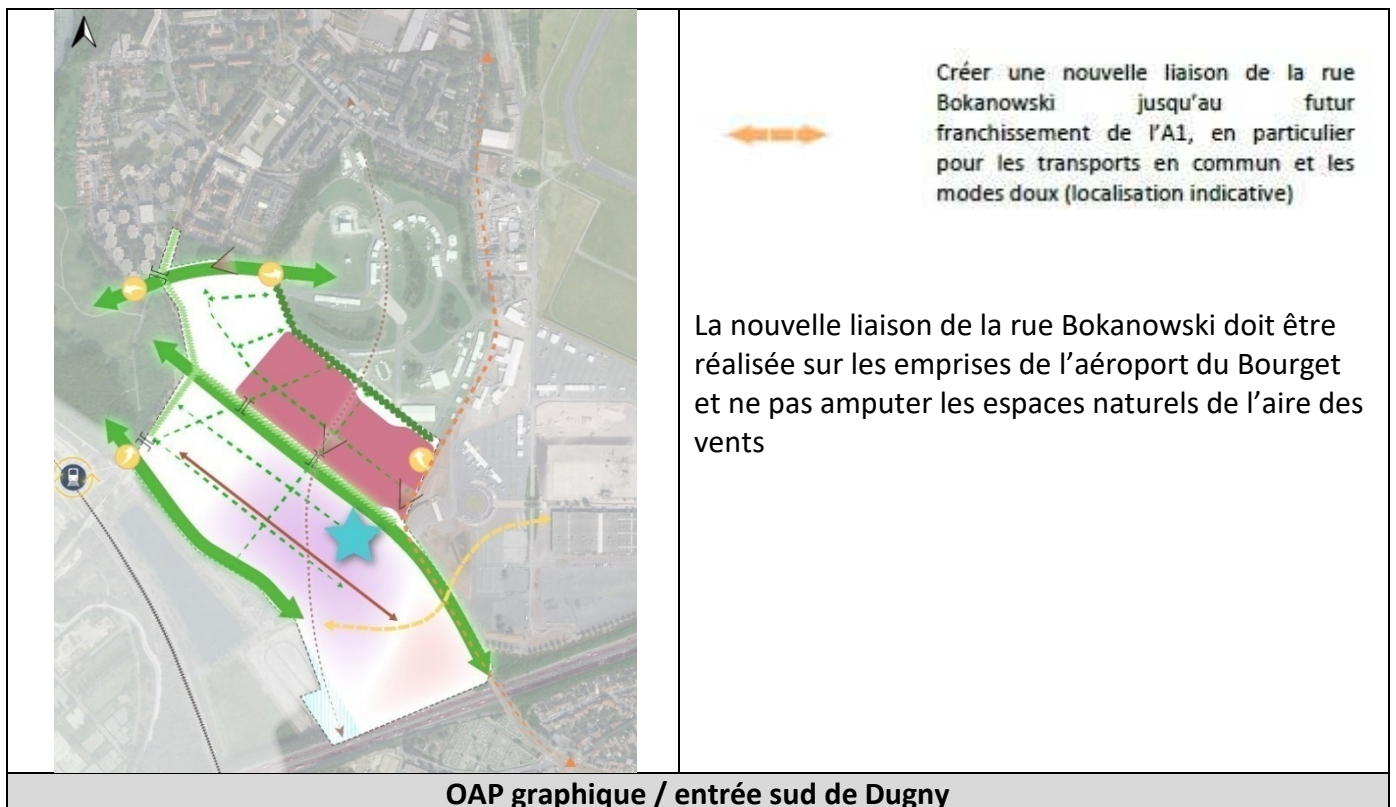 Créer une nouvelle liaison de la rue
Bokanowski jusqu'au futur
franchissement de l'A1, en particulier
pour les transports en commun et les
modes doux (localisation indicative)
La nouvelle liaison de la rue Bokanowski doit être
réalisée sur les emprises de l'aéroport du Bourget
et ne pas amputer les espaces naturels de l'aire des
vents
OAP graphique / entrée sud de Dugny